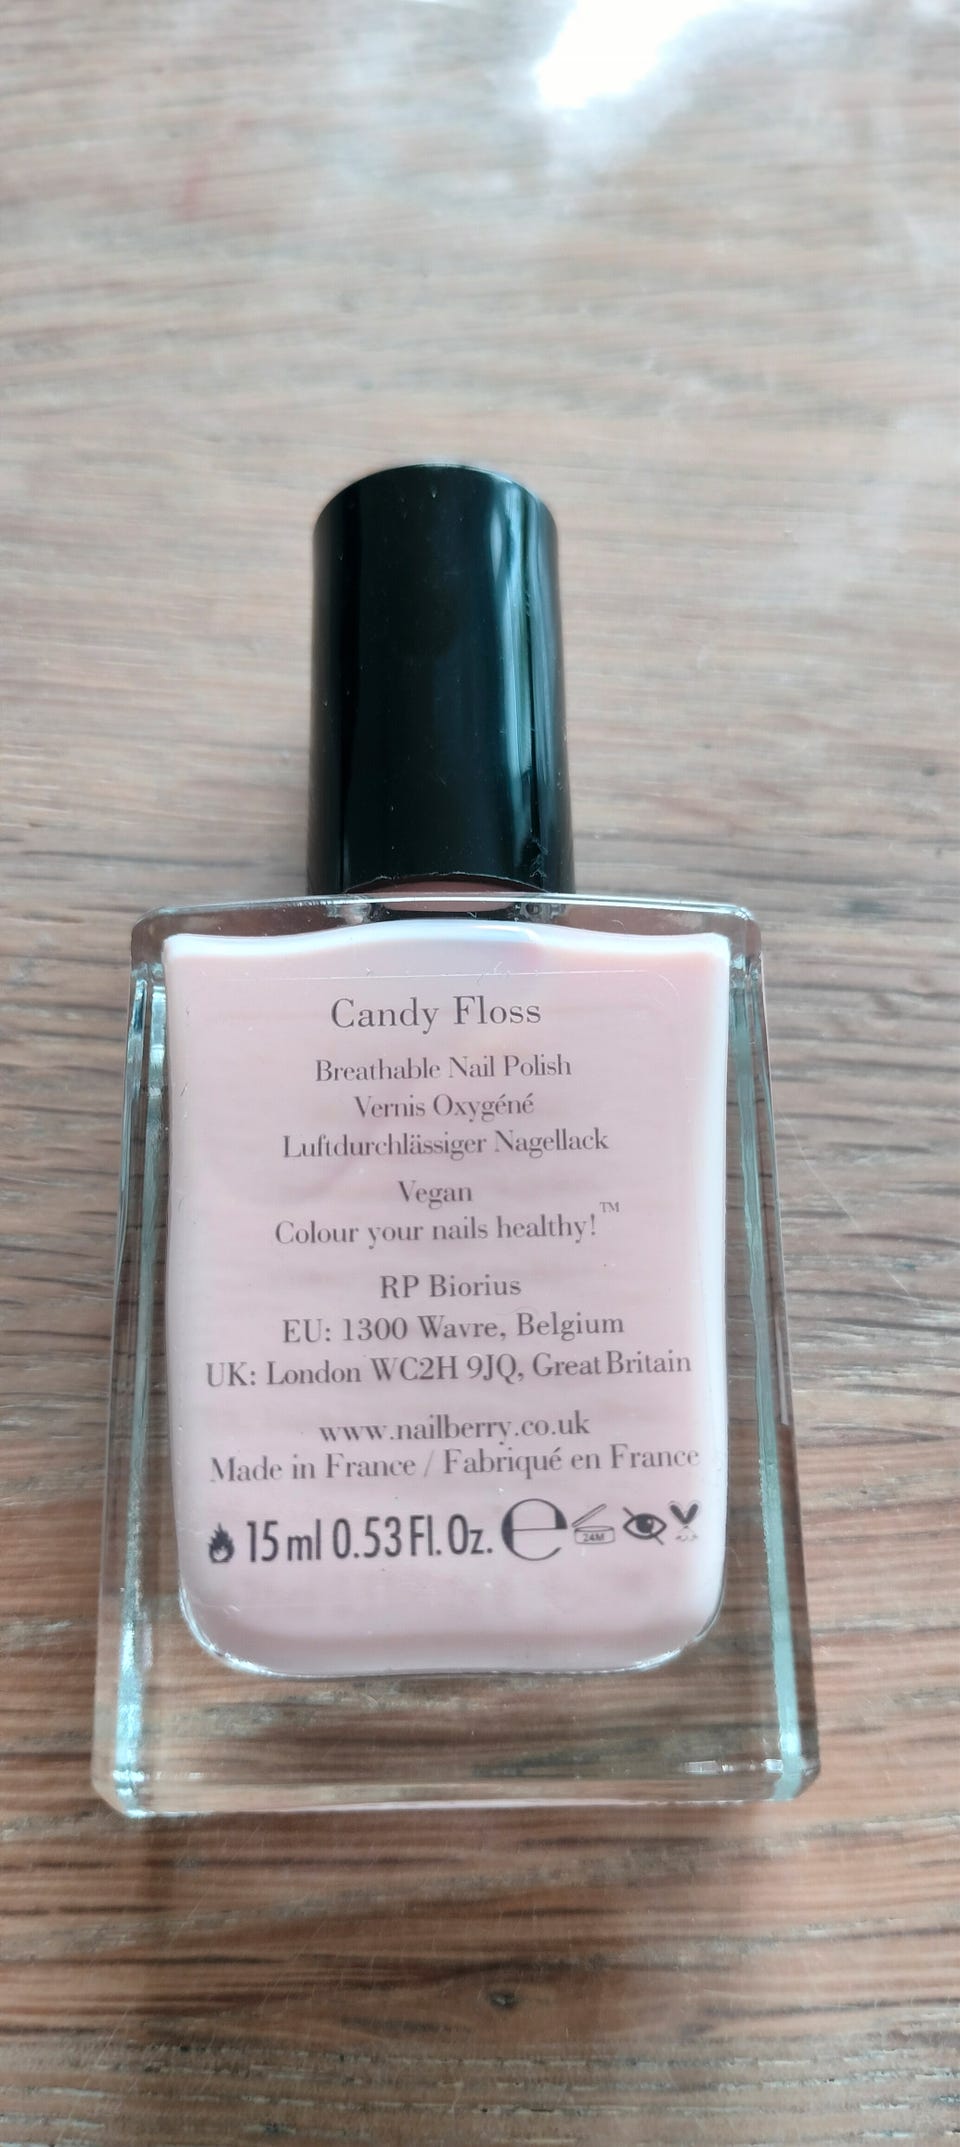 Candy Floss
Breathable Nail Polish
Vernis Oxygéné
Luftdurchlässiger Nagellack
Vegan
Colour your nails healthy!™
RP Biorius
EU: 1300 Wavre, Belgium
UK: London WC2H 9JQ, Great Britain
www.nailberry.co.uk
Made in France / Fabriqué en France
15 ml 0.53 Fl. Oz. e 24M